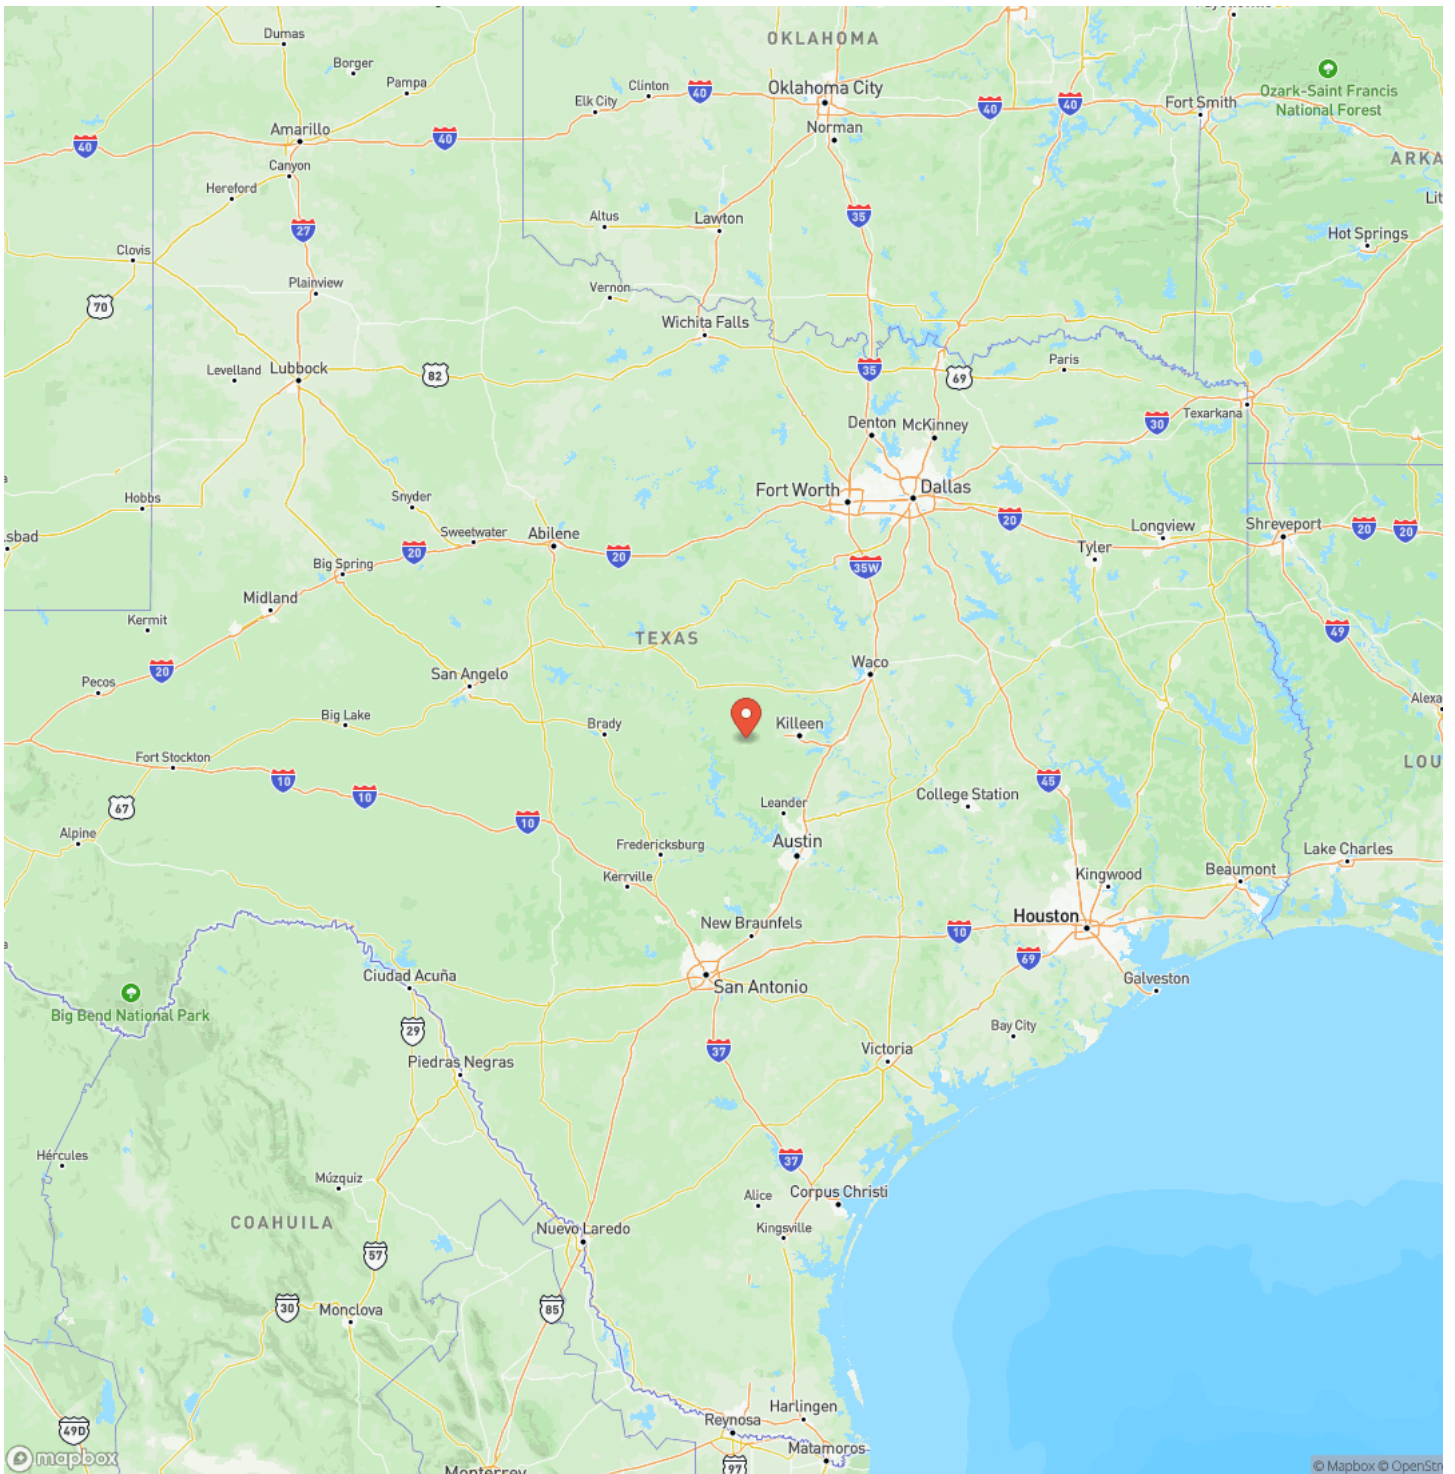 OKLAHOMA
Dumas
Borger
Pampa
Clinton
Elk City
40
Oklahoma City
40
40
Fort Smith
Ozark-Saint Francis
National Forest
Amarillo
40
40
Norman
ARKA
Canyon
Hereford
Lit
27
Altus
Lawton
35
Hot Springs
Clovis
Plainview
Vernon
70
Wichita Falls
Levelland
Lubbock
82
35
69
Paris
Texarkana
Denton
McKinney
30
Hobbs
Snyder
Fort Worth
Dallas
lsbad
Sweetwater
Abilene
20
Longview
Shreveport
20
20
20
20
Tyler
Big Spring
35W
Midland
Kermit
TEXAS
49
20
Waco
Pecos
San Angelo
Alexa
Big Lake
Brady
Killeen
Fort Stockton
10
45
LOU
10
67
College Station
Leander
10
Alpine
Fredericksburg
Austin
Lake Charles
Kerrville
Kingwood
Beaumont
New Braunfels
Houston
10
a
69
Ciudad Acuña
San Antonio
Galveston
Big Bend National Park
29
Bay City
37
Victoria
Piedras Negras
Hércules
37
Múzquiz
Alice
Corpus Christi
COAHUILA
Nuevo Laredo
Kingsville
57
30
Monclova
85
Harlingen
49D
Reynosa
Matamoros
mapbox
97
Monterrey
© Mapbox © OpenStre